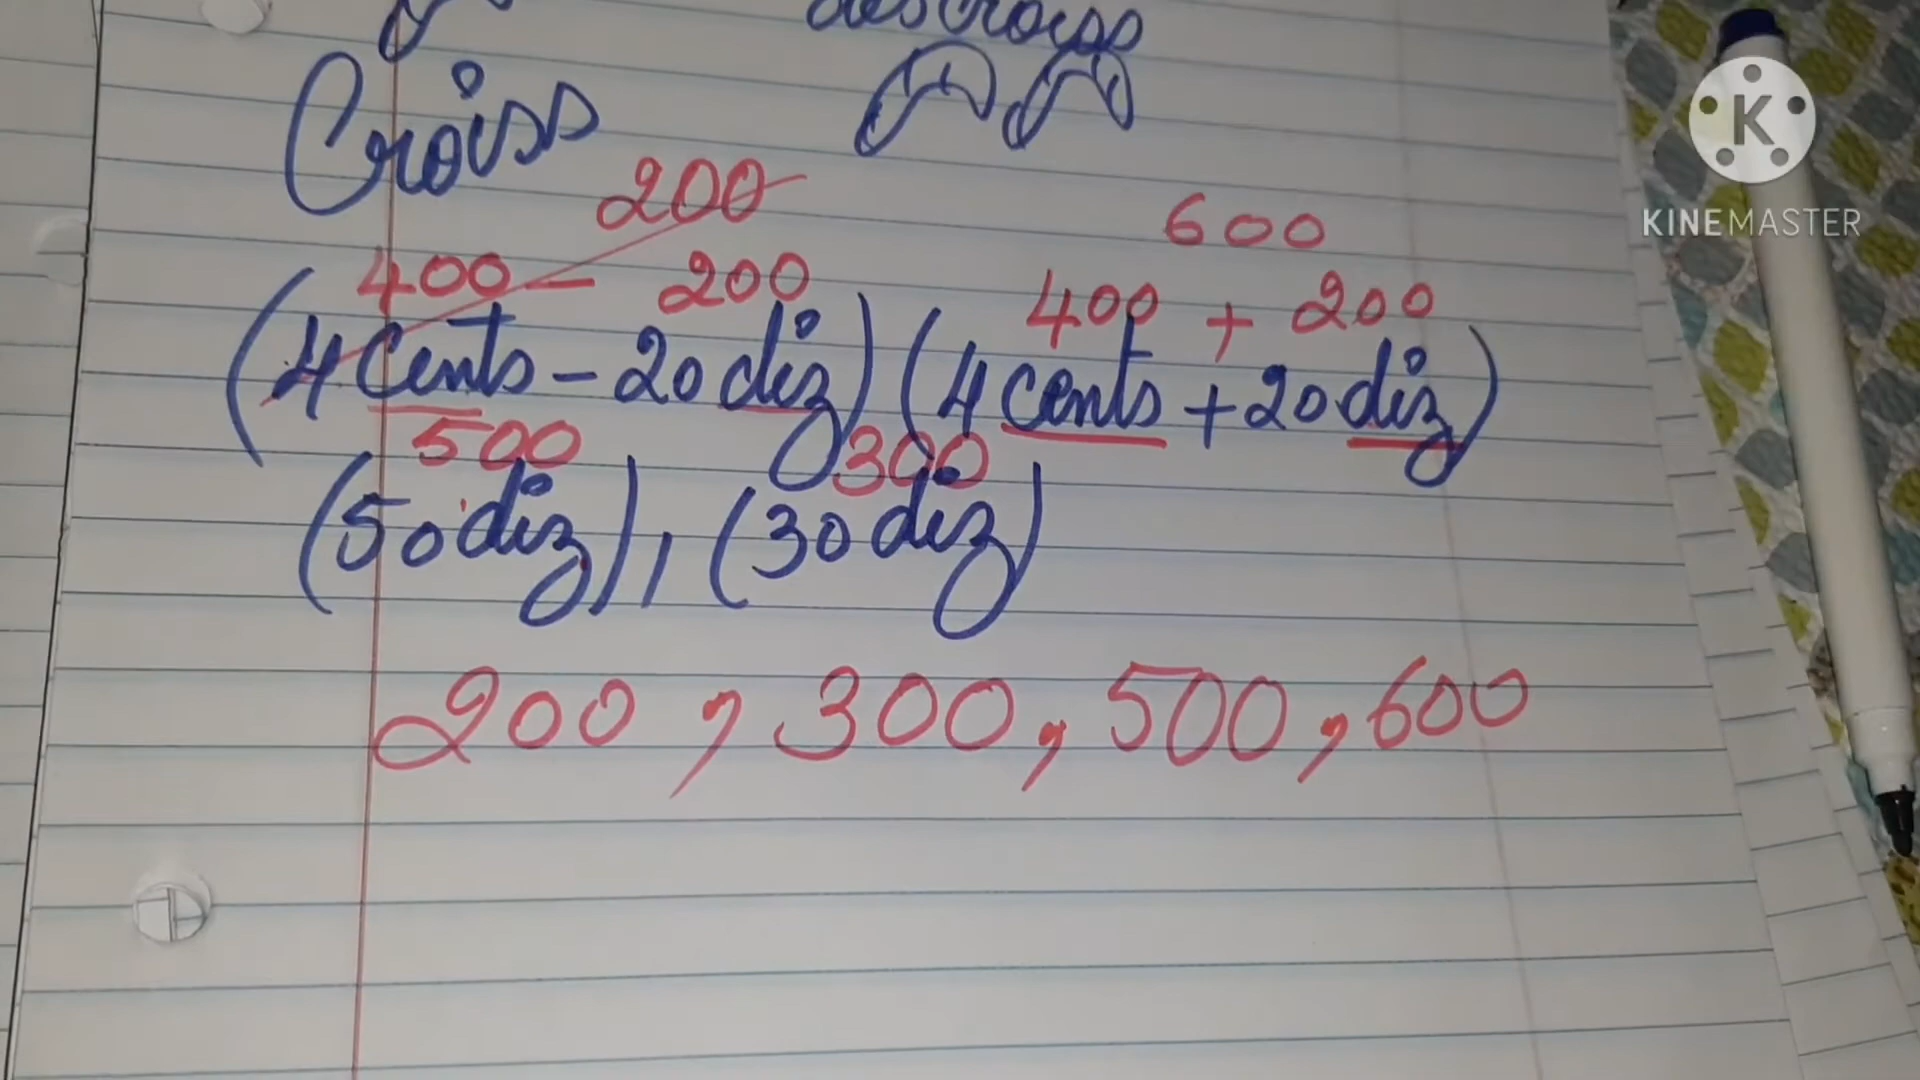 Croiss
200
600
400 - 200
400 + 200
(4 cents - 20 diz) (4 cents + 20 diz)
500
300
(50 diz), (30 diz)
200, 300, 500, 600
K
KINEMASTER